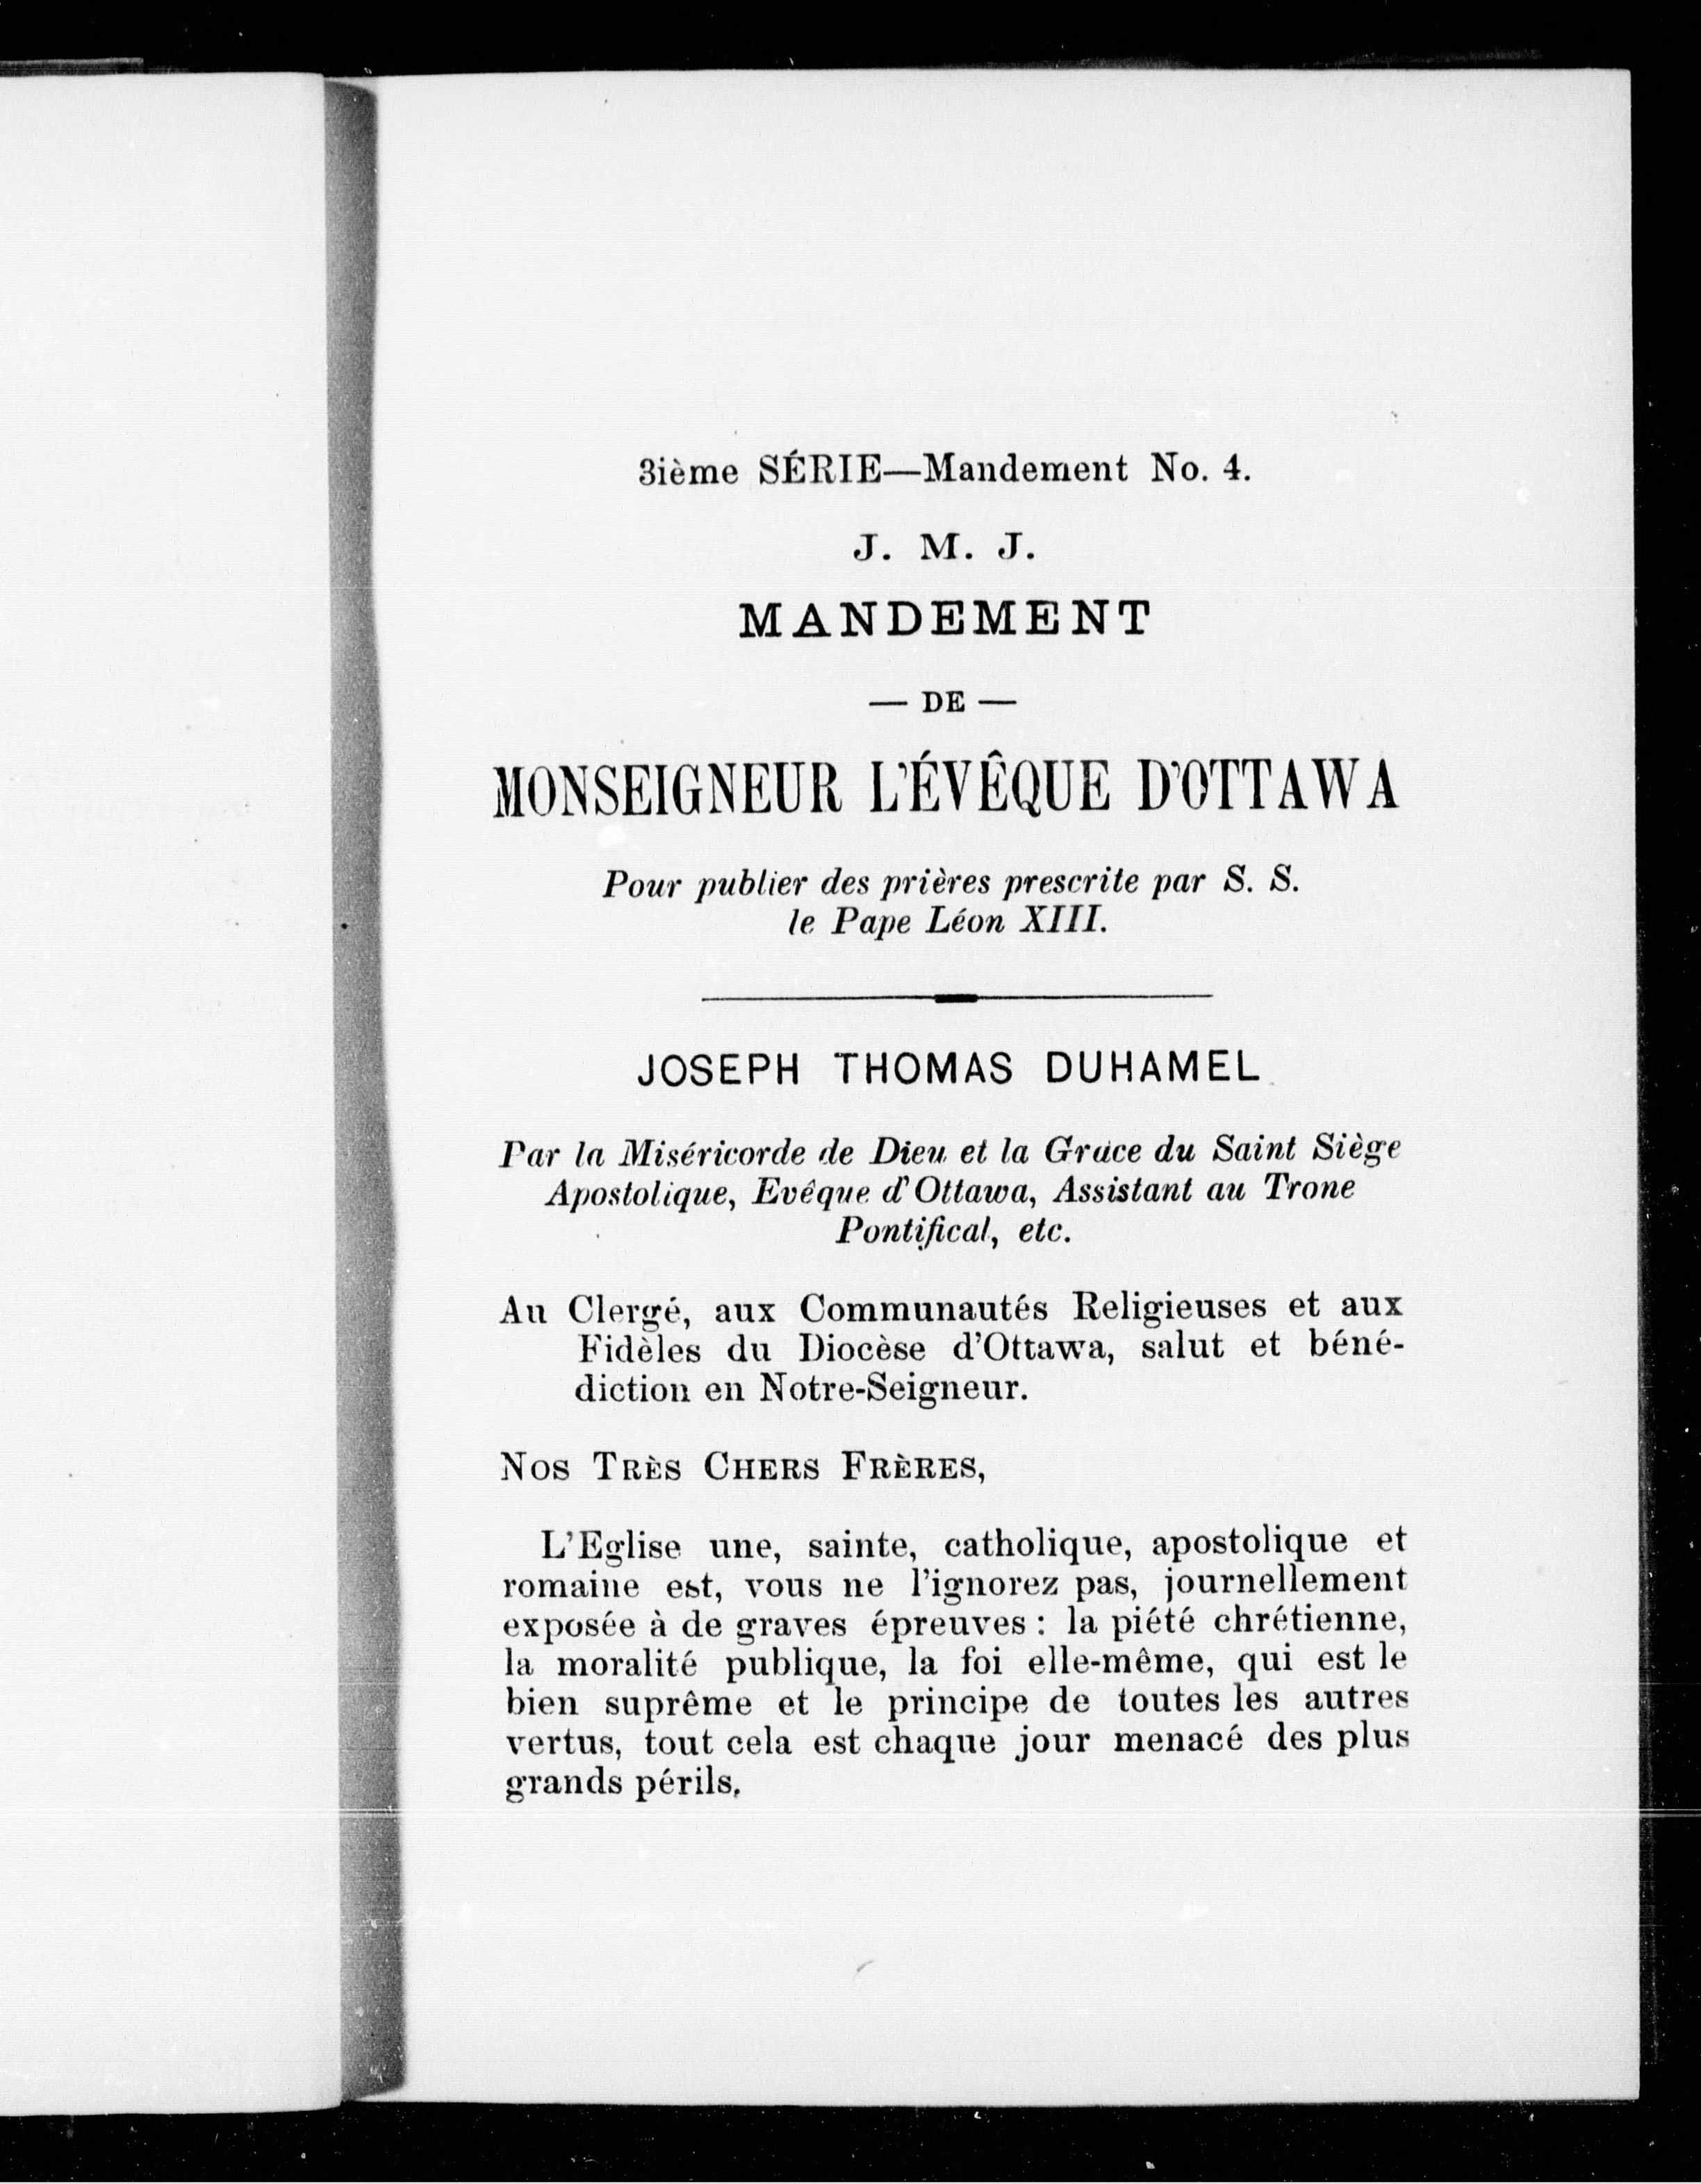 3ième SÉRIE—Mandement No. 4.
J. M. J.
MANDEMENT
— DE —
MONSEIGNEUR L'ÉVÊQUE D'OTTAWA
Pour publier des prières prescrite par S. S.
le Pape Léon XIII.
JOSEPH THOMAS DUHAMEL
Par la Miséricorde de Dieu et la Grâce du Saint Siège
Apostolique, Evêque d'Ottawa, Assistant au Trone
Pontifical, etc.
Au Clergé, aux Communautés Religieuses et aux
Fidèles du Diocèse d'Ottawa, salut et béné-
diction en Notre-Seigneur.
NOS TRÈS CHERS FRÈRES,
L'Eglise une, sainte, catholique, apostolique et
romaine est, vous ne l'ignorez pas, journellement
exposée à de graves épreuves : la piété chrétienne,
la moralité publique, la foi elle-même, qui est le
bien suprême et le principe de toutes les autres
vertus, tout cela est chaque jour menacé des plus
grands périls.